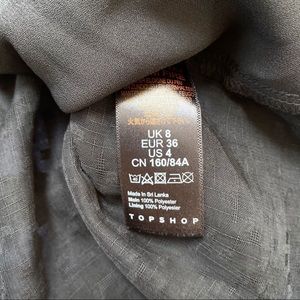 UK 8
EUR 36
US 4
CN 160/84A
Made in Sri Lanka
Main 100% Polyester
Lining 100% Polyester
TOPSHOP